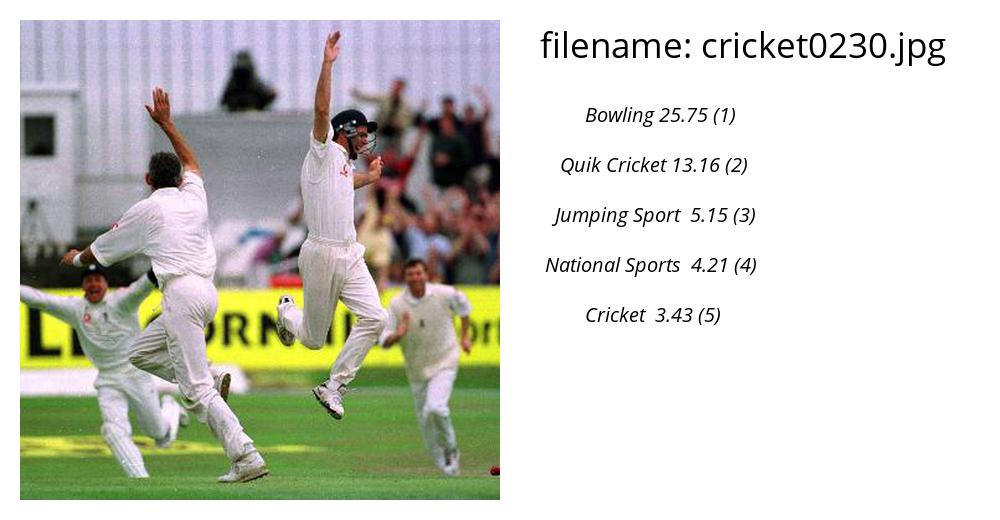 filename: cricket0230.jpg
Bowling 25.75 (1)
Quik Cricket 13.16 (2)
Jumping Sport 5.15 (3)
National Sports 4.21 (4)
Cricket 3.43 (5)